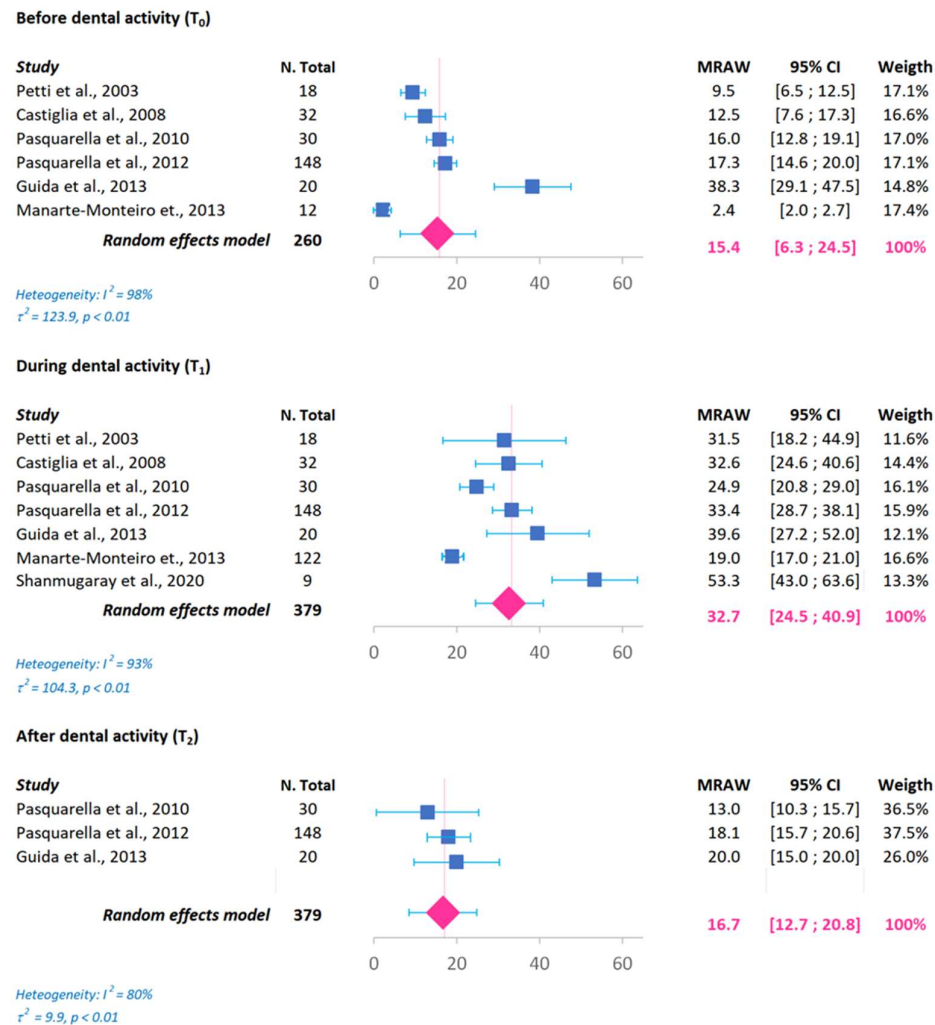 Before dental activity (T0)
Study N. Total MRAW 95% CI Weigth
Petti et al., 2003 18 9.5 [6.5 ; 12.5] 17.1%
Castiglia et al., 2008 32 12.5 [7.6 ; 17.3] 16.6%
Pasquarella et al., 2010 30 16.0 [12.8 ; 19.1] 17.0%
Pasquarella et al., 2012 148 17.3 [14.6 ; 20.0] 17.1%
Guida et al., 2013 20 38.3 [29.1 ; 47.5] 14.8%
Manarte-Monteiro et., 2013 12 2.4 [2.0 ; 2.7] 17.4%
Random effects model 260 15.4 [6.3 ; 24.5] 100%
0 20 40 60
Heteogenity: I² = 98%
τ² = 123.9, p < 0.01
During dental activity (T1)
Study N. Total MRAW 95% CI Weigth
Petti et al., 2003 18 31.5 [18.2 ; 44.9] 11.6%
Castiglia et al., 2008 32 32.6 [24.6 ; 40.6] 14.4%
Pasquarella et al., 2010 30 24.9 [20.8 ; 29.0] 16.1%
Pasquarella et al., 2012 148 33.4 [28.7 ; 38.1] 15.9%
Guida et al., 2013 20 39.6 [27.2 ; 52.0] 12.1%
Manarte-Monteiro et., 2013 122 19.0 [17.0 ; 21.0] 16.6%
Shanmugaray et al., 2020 9 53.3 [43.0 ; 63.6] 13.3%
Random effects model 379 32.7 [24.5 ; 40.9] 100%
0 20 40 60
Heteogenity: I² = 93%
τ² = 104.3, p < 0.01
After dental activity (T2)
Study N. Total MRAW 95% CI Weigth
Pasquarella et al., 2010 30 13.0 [10.3 ; 15.7] 36.5%
Pasquarella et al., 2012 148 18.1 [15.7 ; 20.6] 37.5%
Guida et al., 2013 20 20.0 [15.0 ; 20.0] 26.0%
Random effects model 379 16.7 [12.7 ; 20.8] 100%
0 20 40 60
Heteogenity: I² = 80%
τ² = 9.9, p < 0.01